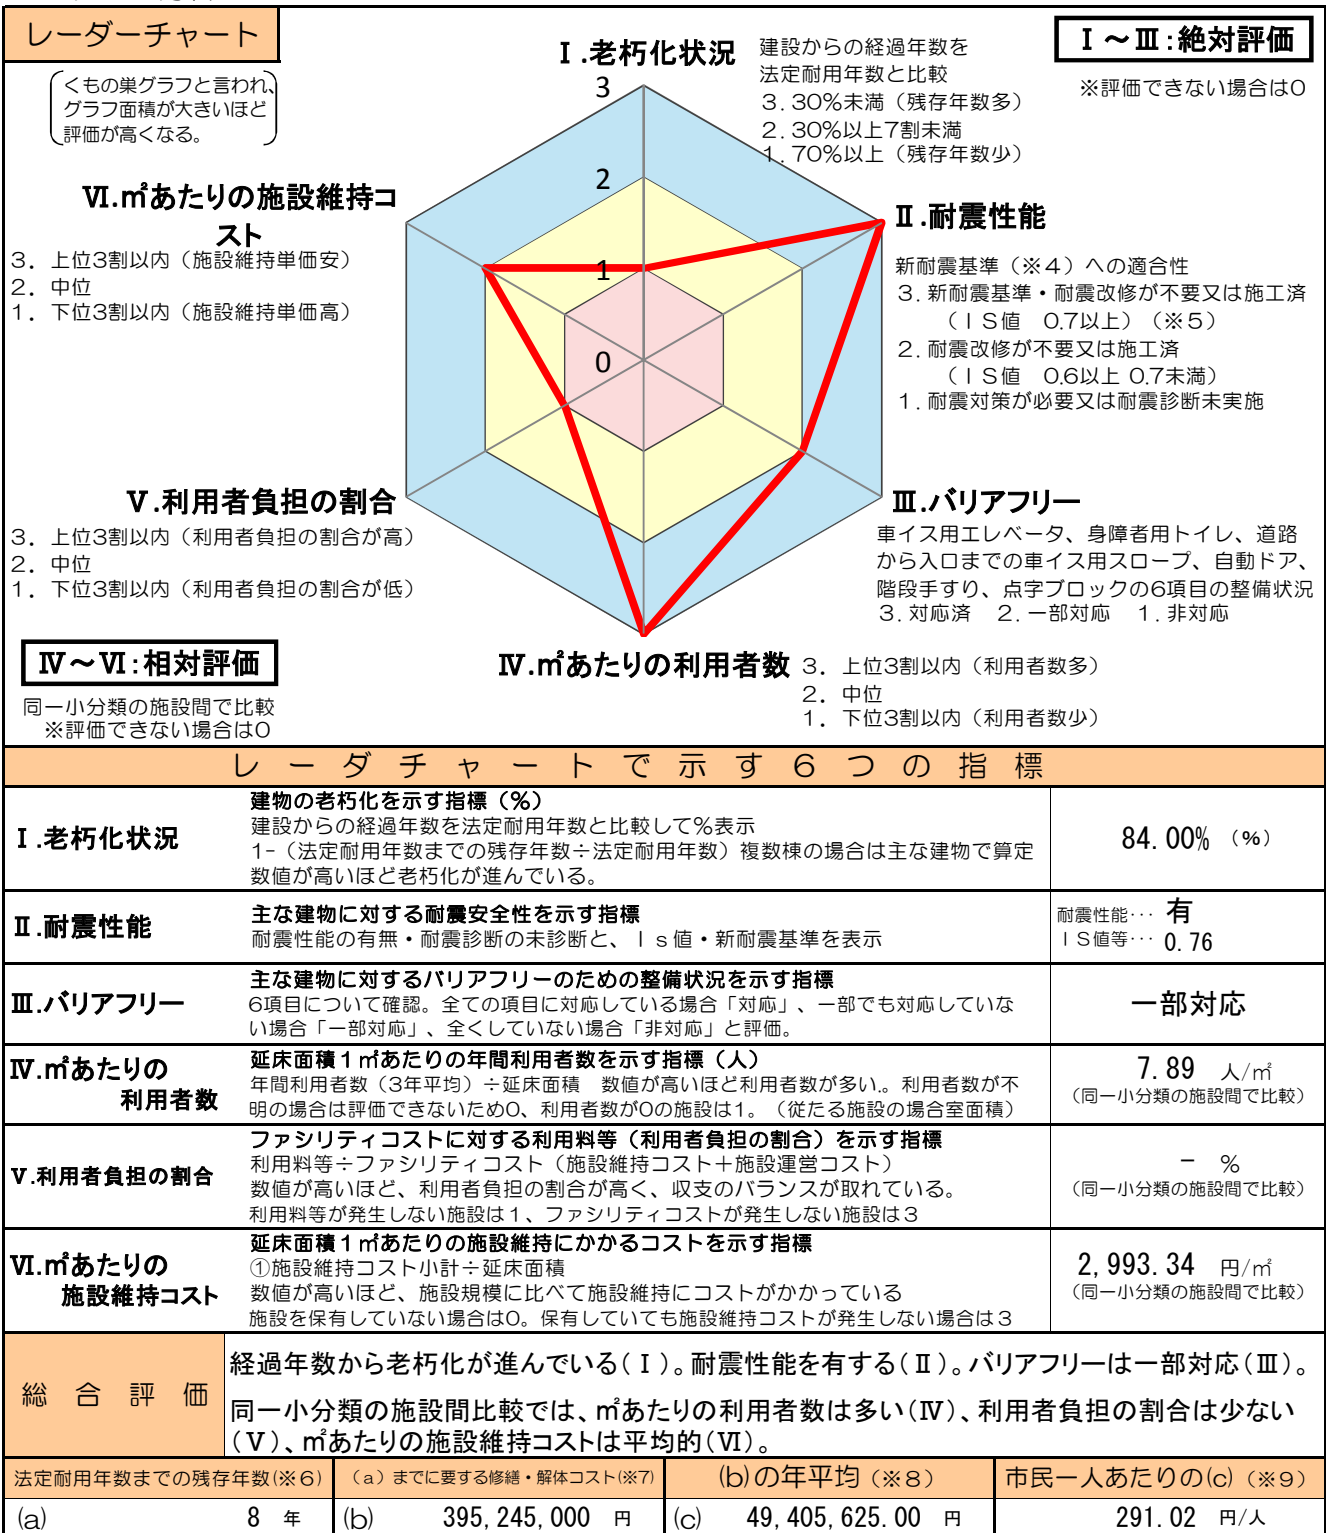 レーダーチャート
くもの巣グラフと言われ、
グラフ面積が大きいほど
評価が高くなる。
Ⅰ～Ⅲ:絶対評価
※評価できない場合は0
Ⅰ.老朽化状況
建設からの経過年数を
法定耐用年数と比較
3.30%未満（残存年数多）
2.30%以上7割未満
1.70%以上（残存年数少）
3
2
1
0
Ⅱ.耐震性能
新耐震基準（※4）への適合性
3.新耐震基準・耐震改修が不要又は施工済
（ＩＳ値　0.7以上）（※5）
2.耐震改修が不要又は施工済
（ＩＳ値　0.6以上 0.7未満）
1.耐震対策が必要又は耐震診断未実施
Ⅲ.バリアフリー
車イス用エレベータ、身障者用トイレ、道路
から入口までの車イス用スロープ、自動ドア、
階段手すり、点字ブロックの6項目の整備状況
3.対応済　2.一部対応　1.非対応
Ⅳ.㎡あたりの利用者数
3．上位3割以内（利用者数多）
2．中位
1．下位3割以内（利用者数少）
Ⅴ.利用者負担の割合
3．上位3割以内（利用者負担の割合が高）
2．中位
1．下位3割以内（利用者負担の割合が低）
Ⅵ.㎡あたりの施設維持コ
スト
3．上位3割以内（施設維持単価安）
2．中位
1．下位3割以内（施設維持単価高）
Ⅳ～Ⅵ:相対評価
同一小分類の施設間で比較
※評価できない場合は0
レーダチャートで示す6つの指標
Ⅰ.老朽化状況
建物の老朽化を示す指標（%）
建設からの経過年数を法定耐用年数と比較して%表示
1-（法定耐用年数までの残存年数÷法定耐用年数）複数棟の場合は主な建物で算定
数値が高いほど老朽化が進んでいる。
84.00% （%）
Ⅱ.耐震性能
主な建物に対する耐震安全性を示す指標
耐震性能の有無・耐震診断の未診断と、Ｉｓ値・新耐震基準を表示
耐震性能… 有
ＩＳ値等… 0.76
Ⅲ.バリアフリー
主な建物に対するバリアフリーのための整備状況を示す指標
6項目について確認。全ての項目に対応している場合「対応」、一部でも対応していな
い場合「一部対応」、全くしていない場合「非対応」と評価。
一部対応
Ⅳ.㎡あたりの
利用者数
延床面積１㎡あたりの年間利用者数を示す指標（人）
年間利用者数（3年平均）÷延床面積　数値が高いほど利用者数が多い。利用者数が不
明の場合は評価できないため0、利用者数が0の施設は1。（従たる施設の場合室面積）
7.89 人/㎡
（同一小分類の施設間で比較）
Ⅴ.利用者負担の割合
ファシリティコストに対する利用料等（利用者負担の割合）を示す指標
利用料等÷ファシリティコスト（施設維持コスト＋施設運営コスト）
数値が高いほど、利用者負担の割合が高く、収支のバランスが取れている。
利用料等が発生しない施設は１、ファシリティコストが発生しない施設は３
－ %
（同一小分類の施設間で比較）
Ⅵ.㎡あたりの
施設維持コスト
延床面積１㎡あたりの施設維持にかかるコストを示す指標
①施設維持コスト小計÷延床面積
数値が高いほど、施設規模に比べて施設維持にコストがかかっている
施設を保有していない場合は0。保有していても施設維持コストが発生しない場合は３
2,993.34 円/㎡
（同一小分類の施設間で比較）
総合評価
経過年数から老朽化が進んでいる(Ⅰ)。耐震性能を有する(Ⅱ)。バリアフリーは一部対応(Ⅲ)。
同一小分類の施設間比較では、㎡あたりの利用者数は多い(Ⅳ)、利用者負担の割合は少ない
(Ⅴ)、㎡あたりの施設維持コストは平均的(Ⅵ)。
法定耐用年数までの残存年数(※6)
（a）までに要する修繕・解体コスト(※7)
(b)の年平均（※8）
市民一人あたりの(c)（※9）
(a) 8 年
(b) 395,245,000 円
(c) 49,405,625.00 円
291.02 円/人